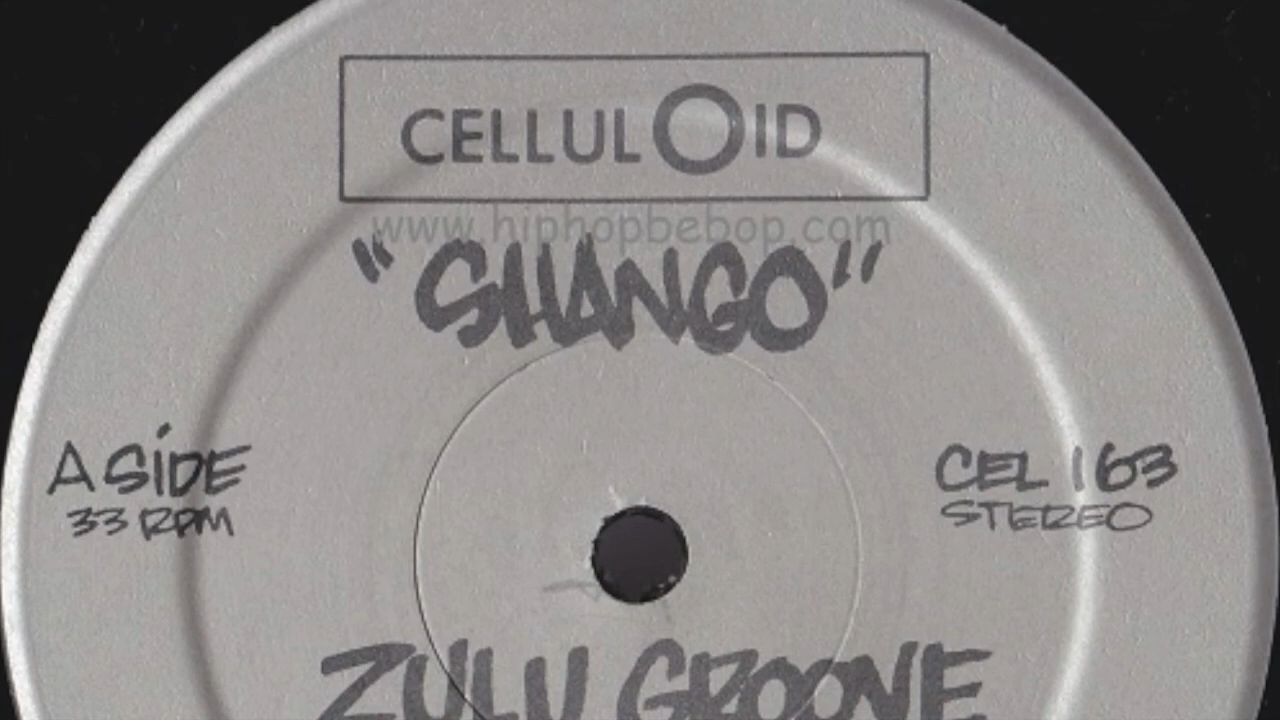 CELLULOID
www.hiphopbebop.com
"SHANGO"
A SiDE
33 RPM
CEL 163
STEREO
ZULU GROOVE